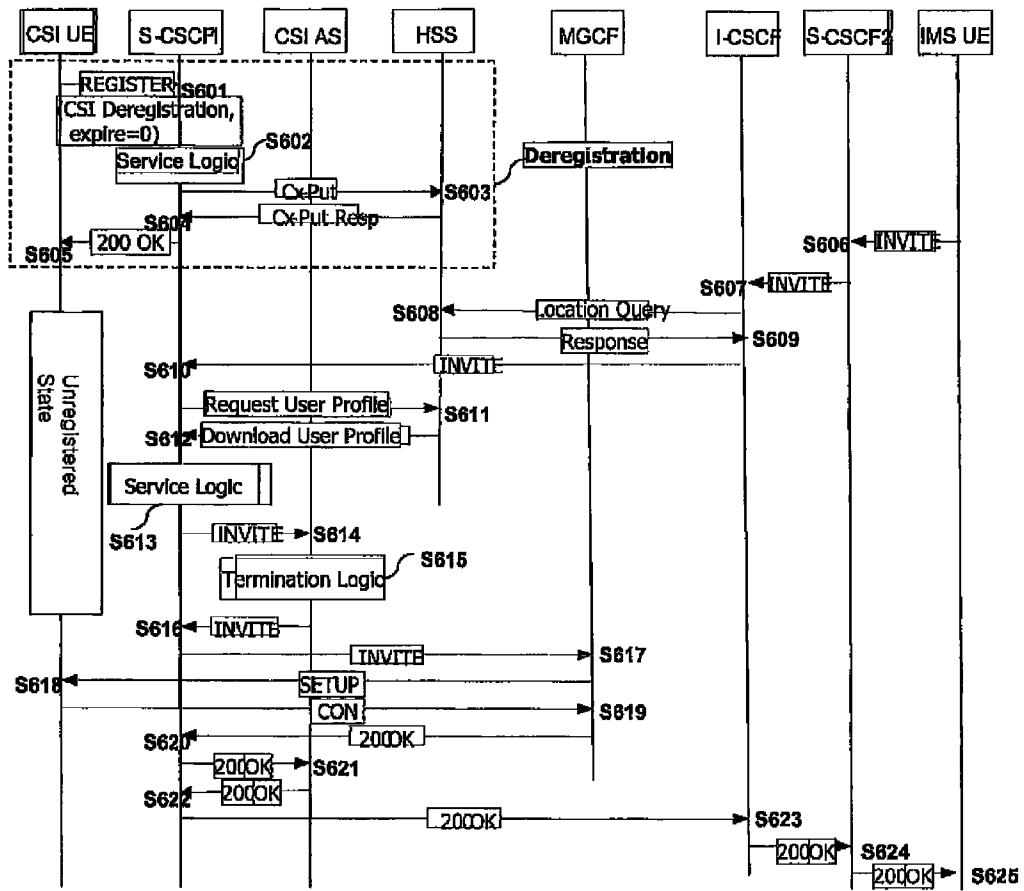 CSI UE S-CSCFI CSI AS HSS MGCF I-CSCF S-CSCF2 IMS UE
REGISTER S601
(CSI Deregistration,
expire=0)
S602
Service Logic
Deregistration
Cx-Put S603
S604 Cx-Put Resp
S605 200 OK
S606 INVITE
S607 INVITE
S608 Location Query
Response S609
S610 INVITE
Unregistered
State
Request User Profile S611
S612 Download User Profile
Service Logic
S613
INVITE S614
S615
Termination Logic
S616 INVITE
INVITE S617
S618 SETUP
CON S619
S620 200OK
200OK S621
S622 200OK
200OK S623
200OK S624
200OK S625